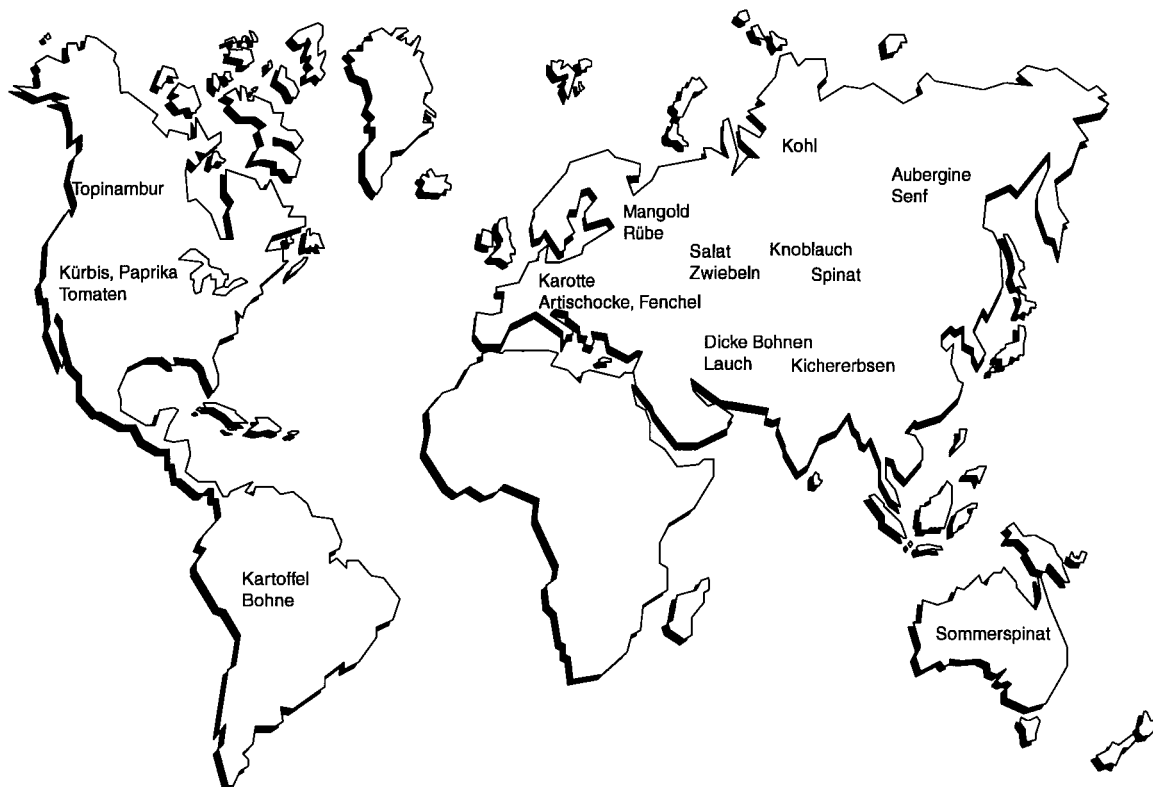 Kohl
Topinambur
Aubergine
Senf
Mangold
Rübe
Salat
Zwiebeln
Knoblauch
Spinat
Kürbis, Paprika
Tomaten
Karotte
Artischocke, Fenchel
Dicke Bohnen
Lauch
Kichererbsen
Kartoffel
Bohne
Sommerspinat